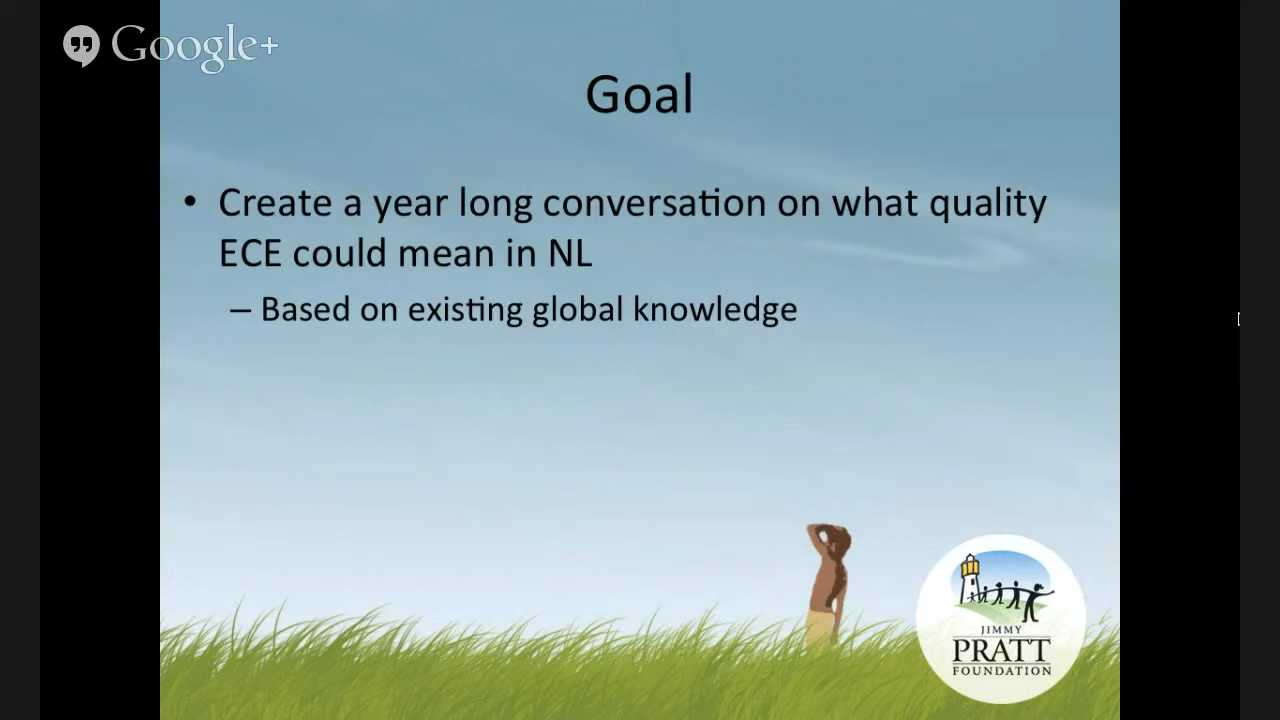 Google+
Goal
• Create a year long conversation on what quality
ECE could mean in NL
– Based on existing global knowledge
JIMMY
PRATT
FOUNDATION